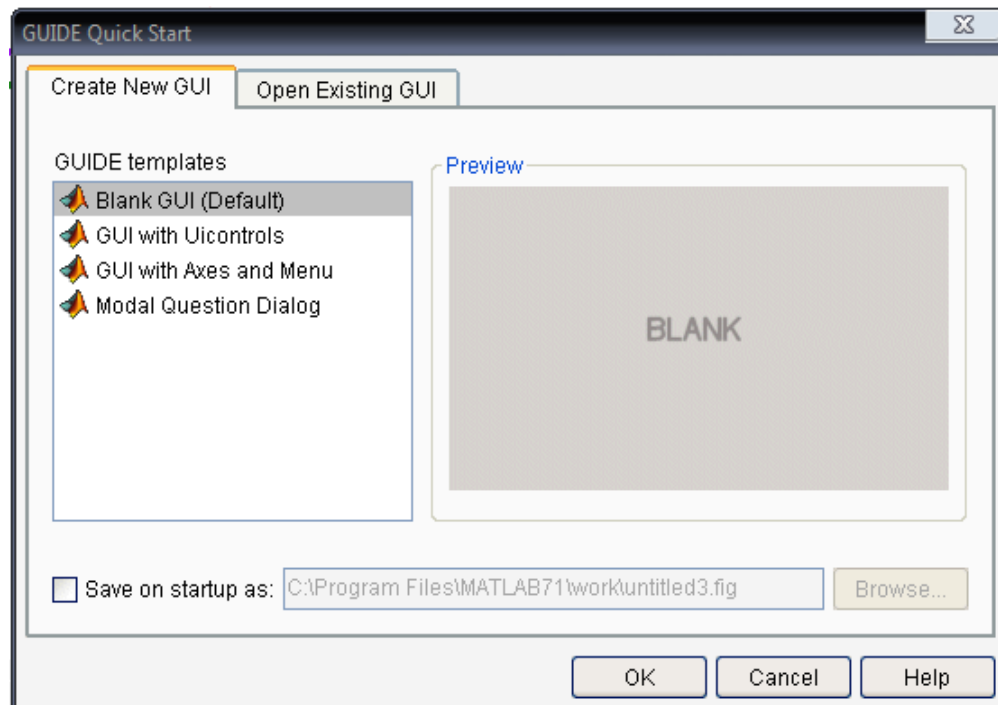 GUIDE Quick Start
Create New GUI
Open Existing GUI
GUIDE templates
Blank GUI (Default)
GUI with Uicontrols
GUI with Axes and Menu
Modal Question Dialog
Preview
BLANK
Save on startup as:
C:\Program Files\MATLAB71\work\untitled3.fig
Browse...
OK
Cancel
Help